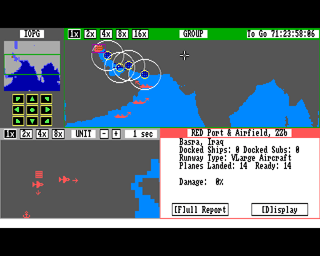 IOPG
1x 2x 4x 8x 16x GROUP To Go 71:23:58:06
1x 2x 4x 8x UNIT - + 1 sec
RED Port & Airfield, 226
Basra, Iraq
Docked Ships: 0 Docked Subs: 0
Runway Type: VLarge Aircraft
Planes Landed: 14 Ready: 14
Damage: 0%
[F]ull Report [D]isplay